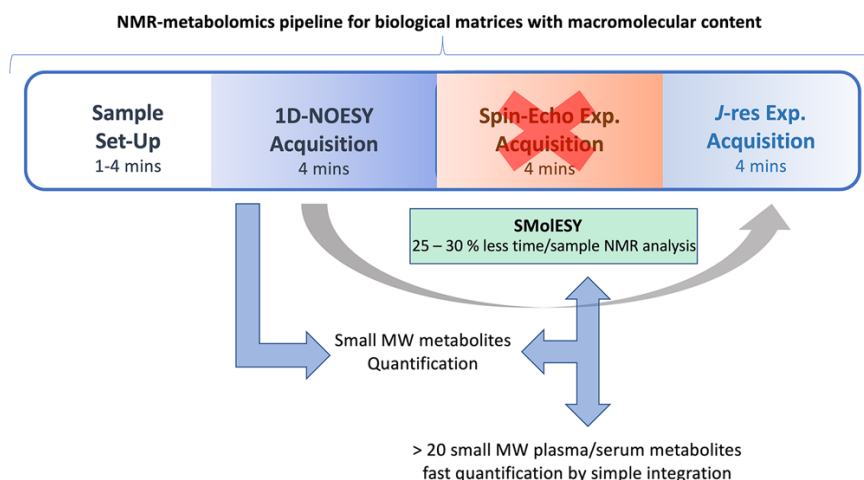 NMR-metabolomics pipeline for biological matrices with macromolecular content
Sample
Set-Up
1-4 mins
1D-NOESY
Acquisition
4 mins
Spin-Echo Exp.
Acquisition
4 mins
J-res Exp.
Acquisition
4 mins
SMolESY
25 – 30 % less time/sample NMR analysis
Small MW metabolites
Quantification
> 20 small MW plasma/serum metabolites
fast quantification by simple integration